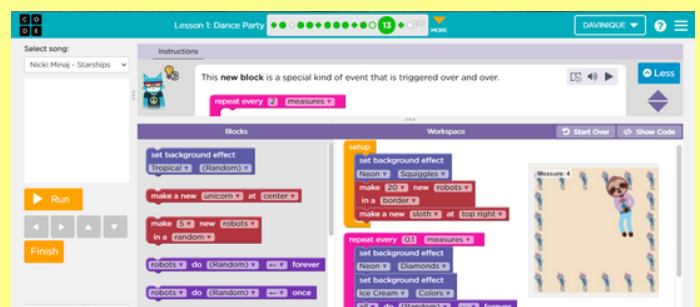 C O
D E
Lesson 1: Dance Party
13
MORE
DAVINIQUE
?
Select song:
Nicki Minaj - Starships
Run
Finish
Instructions
This new block is a special kind of event that is triggered over and over.
repeat every 2 measures
Less
Blocks
Workspace
Start Over
</> Show Code
set background effect
Tropical (Random)
make a new unicorn at center
make 5 new robots
in a random
robots do (Random) forever
robots do (Random) once
setup
set background effect
Neon Squiggles
make 20 new robots
in a border
make a new sloth at top right
repeat every 0.1 measures
set background effect
Neon Diamonds
set background effect
Ice Cream Colors
all do (Random) forever
Measure: 4